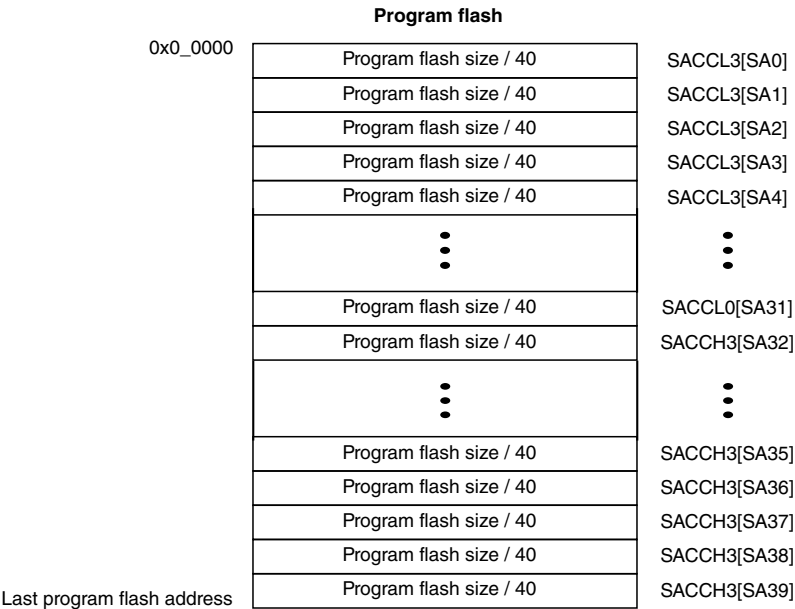 Program flash
0x0_0000
Program flash size / 40 SACCL3[SA0]
Program flash size / 40 SACCL3[SA1]
Program flash size / 40 SACCL3[SA2]
Program flash size / 40 SACCL3[SA3]
Program flash size / 40 SACCL3[SA4]
Program flash size / 40 SACCL0[SA31]
Program flash size / 40 SACCH3[SA32]
Program flash size / 40 SACCH3[SA35]
Program flash size / 40 SACCH3[SA36]
Program flash size / 40 SACCH3[SA37]
Program flash size / 40 SACCH3[SA38]
Program flash size / 40 SACCH3[SA39]
Last program flash address